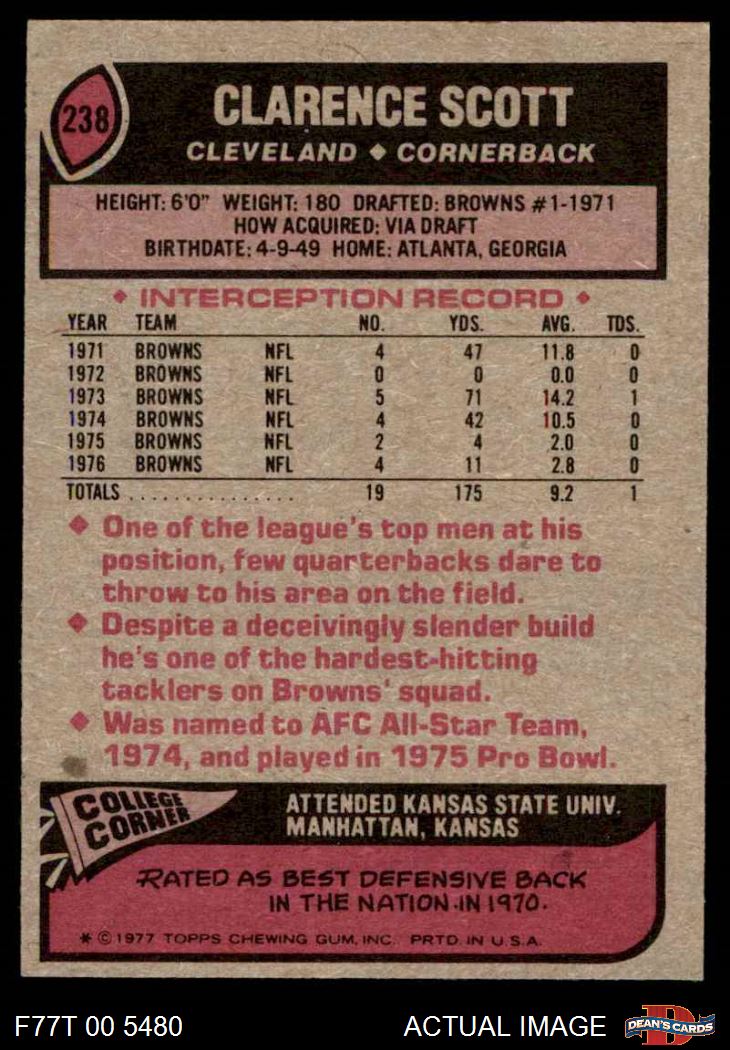 238
CLARENCE SCOTT
CLEVELAND ◆ CORNERBACK
HEIGHT: 6'0" WEIGHT: 180 DRAFTED: BROWNS #1-1971
HOW ACQUIRED: VIA DRAFT
BIRTHDATE: 4-9-49 HOME: ATLANTA, GEORGIA
◆ INTERCEPTION RECORD ◆
YEAR TEAM NO. YDS. AVG. TDS.
1971 BROWNS NFL 4 47 11.8 0
1972 BROWNS NFL 0 0 0.0 0
1973 BROWNS NFL 5 71 14.2 1
1974 BROWNS NFL 4 42 10.5 0
1975 BROWNS NFL 2 4 2.0 0
1976 BROWNS NFL 4 11 2.8 0
TOTALS . . . . . . . . . . . . . . . 19 175 9.2 1
◆ One of the league's top men at his
position, few quarterbacks dare to
throw to his area on the field.
◆ Despite a deceivingly slender build
he's one of the hardest-hitting
tacklers on Browns' squad.
◆ Was named to AFC All-Star Team,
1974, and played in 1975 Pro Bowl.
COLLEGE
CORNER
ATTENDED KANSAS STATE UNIV.
MANHATTAN, KANSAS
RATED AS BEST DEFENSIVE BACK
IN THE NATION IN 1970.
* © 1977 TOPPS CHEWING GUM, INC. PRTD. IN U.S.A.
F77T 00 5480
ACTUAL IMAGE
D
DEAN'S CARDS